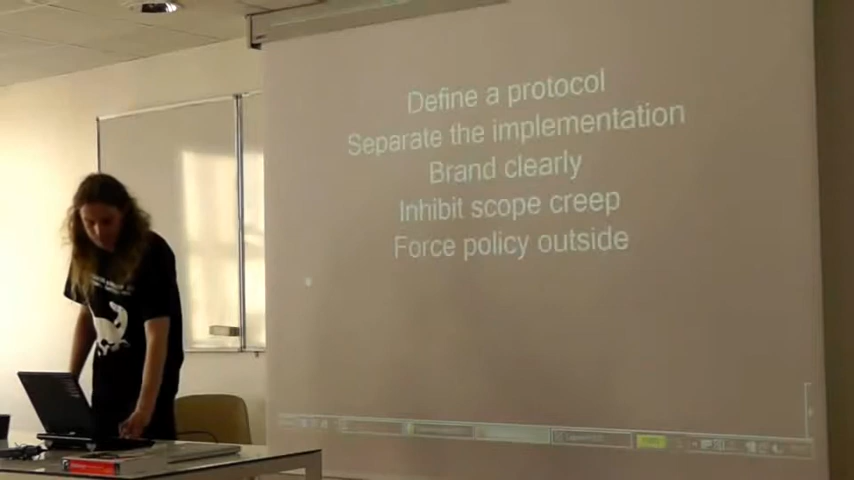 Define a protocol
Separate the implementation
Brand clearly
Inhibit scope creep
Force policy outside